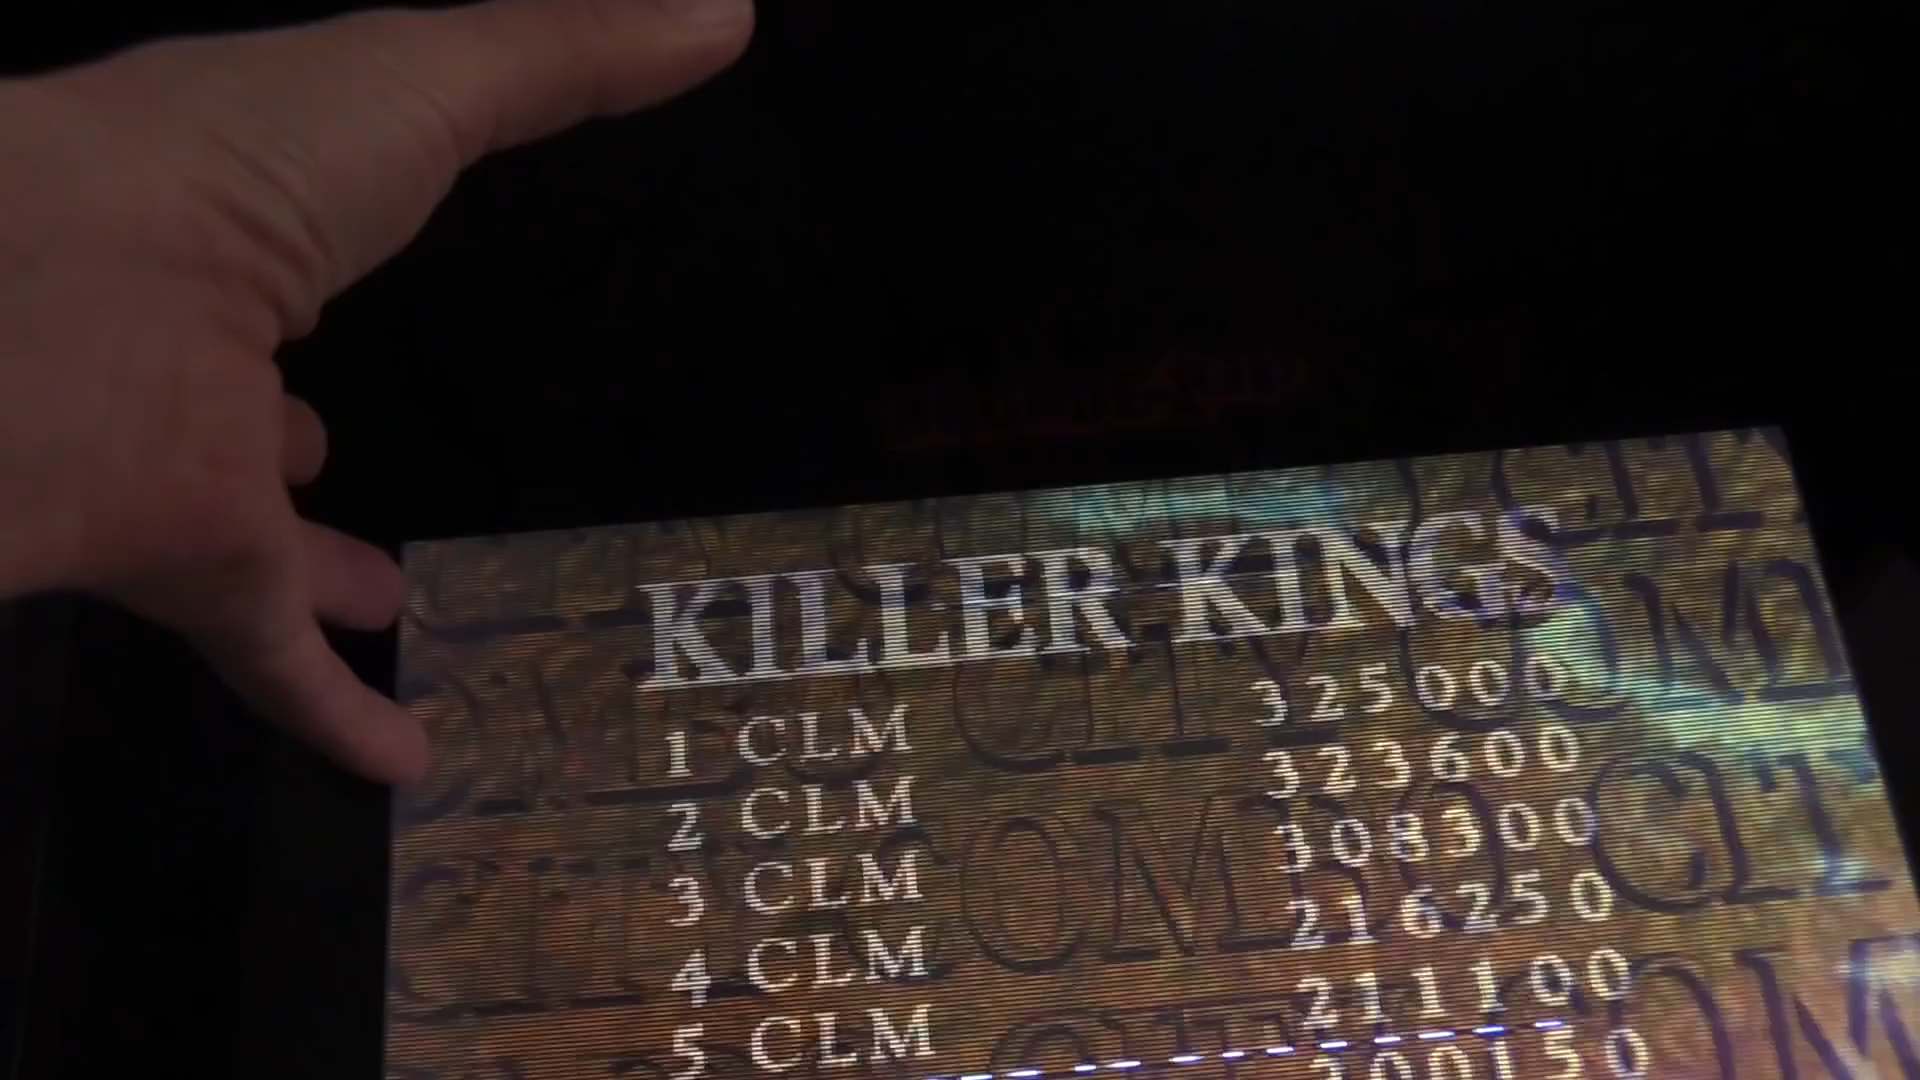 KILLER KINGS
1 CLM 325000
2 CLM 323600
3 CLM 308300
4 CLM 216250
5 CLM 211100